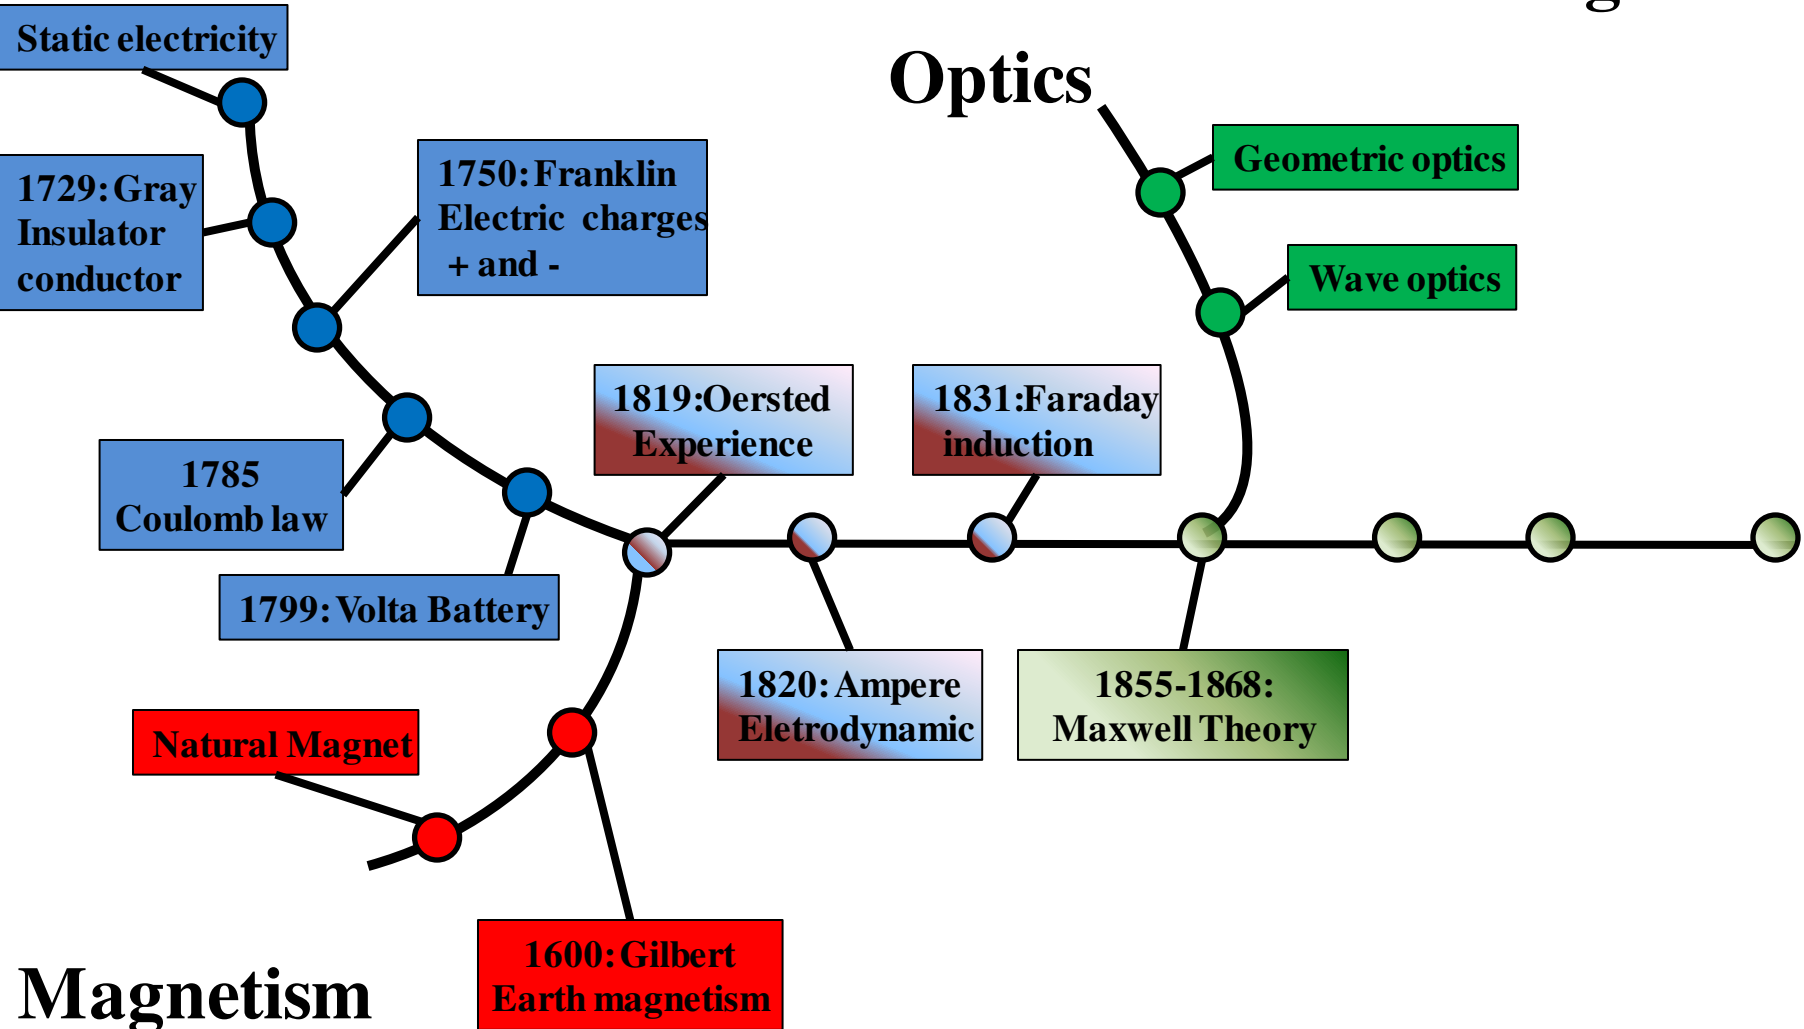 Static electricity
Optics
Geometric optics
1729: Gray
Insulator
conductor
1750: Franklin
Electric charges
+ and -
Wave optics
1819:Oersted
Experience
1831:Faraday
induction
1785
Coulomb law
1799: Volta Battery
1820: Ampere
Eletrodynamic
1855-1868:
Maxwell Theory
Natural Magnet
1600: Gilbert
Earth magnetism
Magnetism